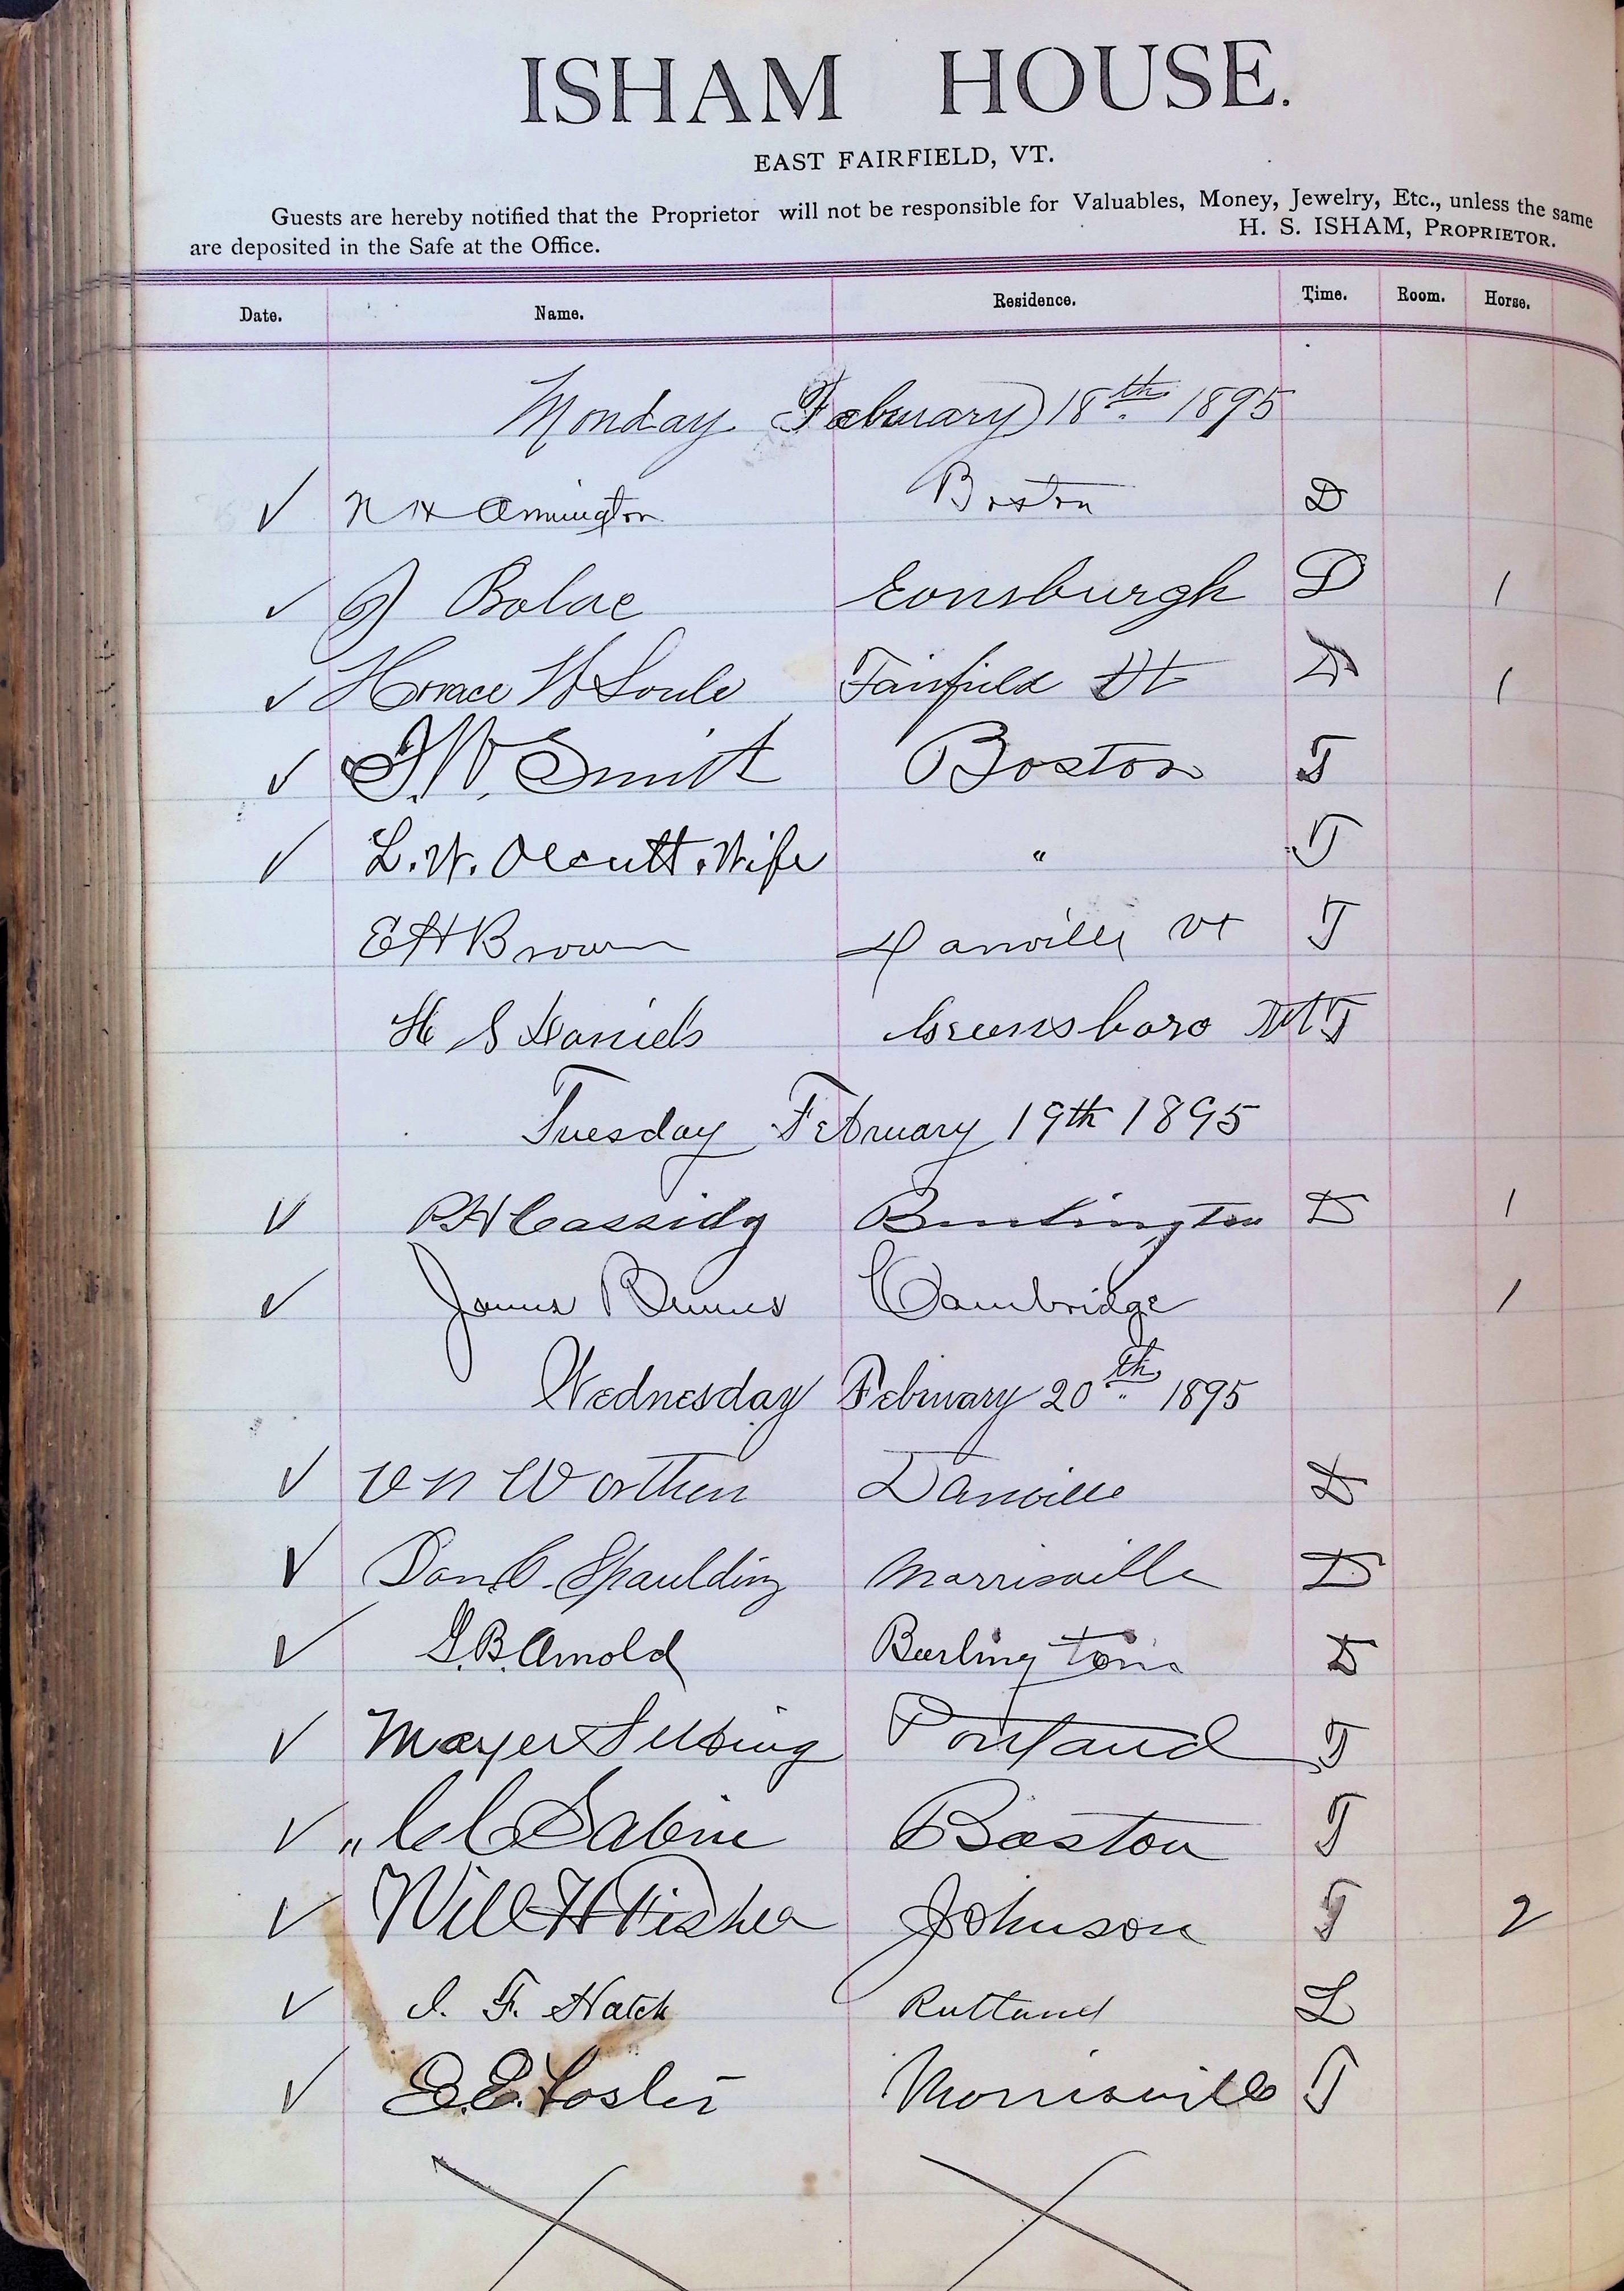 ISHAM HOUSE.
EAST FAIRFIELD, VT.
Guests are hereby notified that the Proprietor will not be responsible for Valuables, Money, Jewelry, Etc., unless the same
are deposited in the Safe at the Office. H. S. ISHAM, PROPRIETOR.
Date. Name. Residence. Time. Room. Horse.
Monday February 18th 1895
✓ N H Boston D
✓ Eonsburgh D 1
✓ Horace W Soule Fairfield Vt D 1
✓ J.W. Smith Boston T
✓ L.W. Wife " T
E H Brown Danville Vt T
H S Daniels Greensboro T
Tuesday February 19th 1895
✓ P H Cassidy Burlington D 1
✓ James Cambridge 1
Wednesday February 20th 1895
✓ V N Worthen Danville D
✓ Dan C. Spaulding Morrisville D
✓ G.B. Arnold Burlington D
✓ Mayer Portland T
✓ " C C Sabin Boston T
✓ Will H Fisher Johnson T 2
✓ I. F. Hatch Rutland L
✓ E.E. Foster Morrisville T